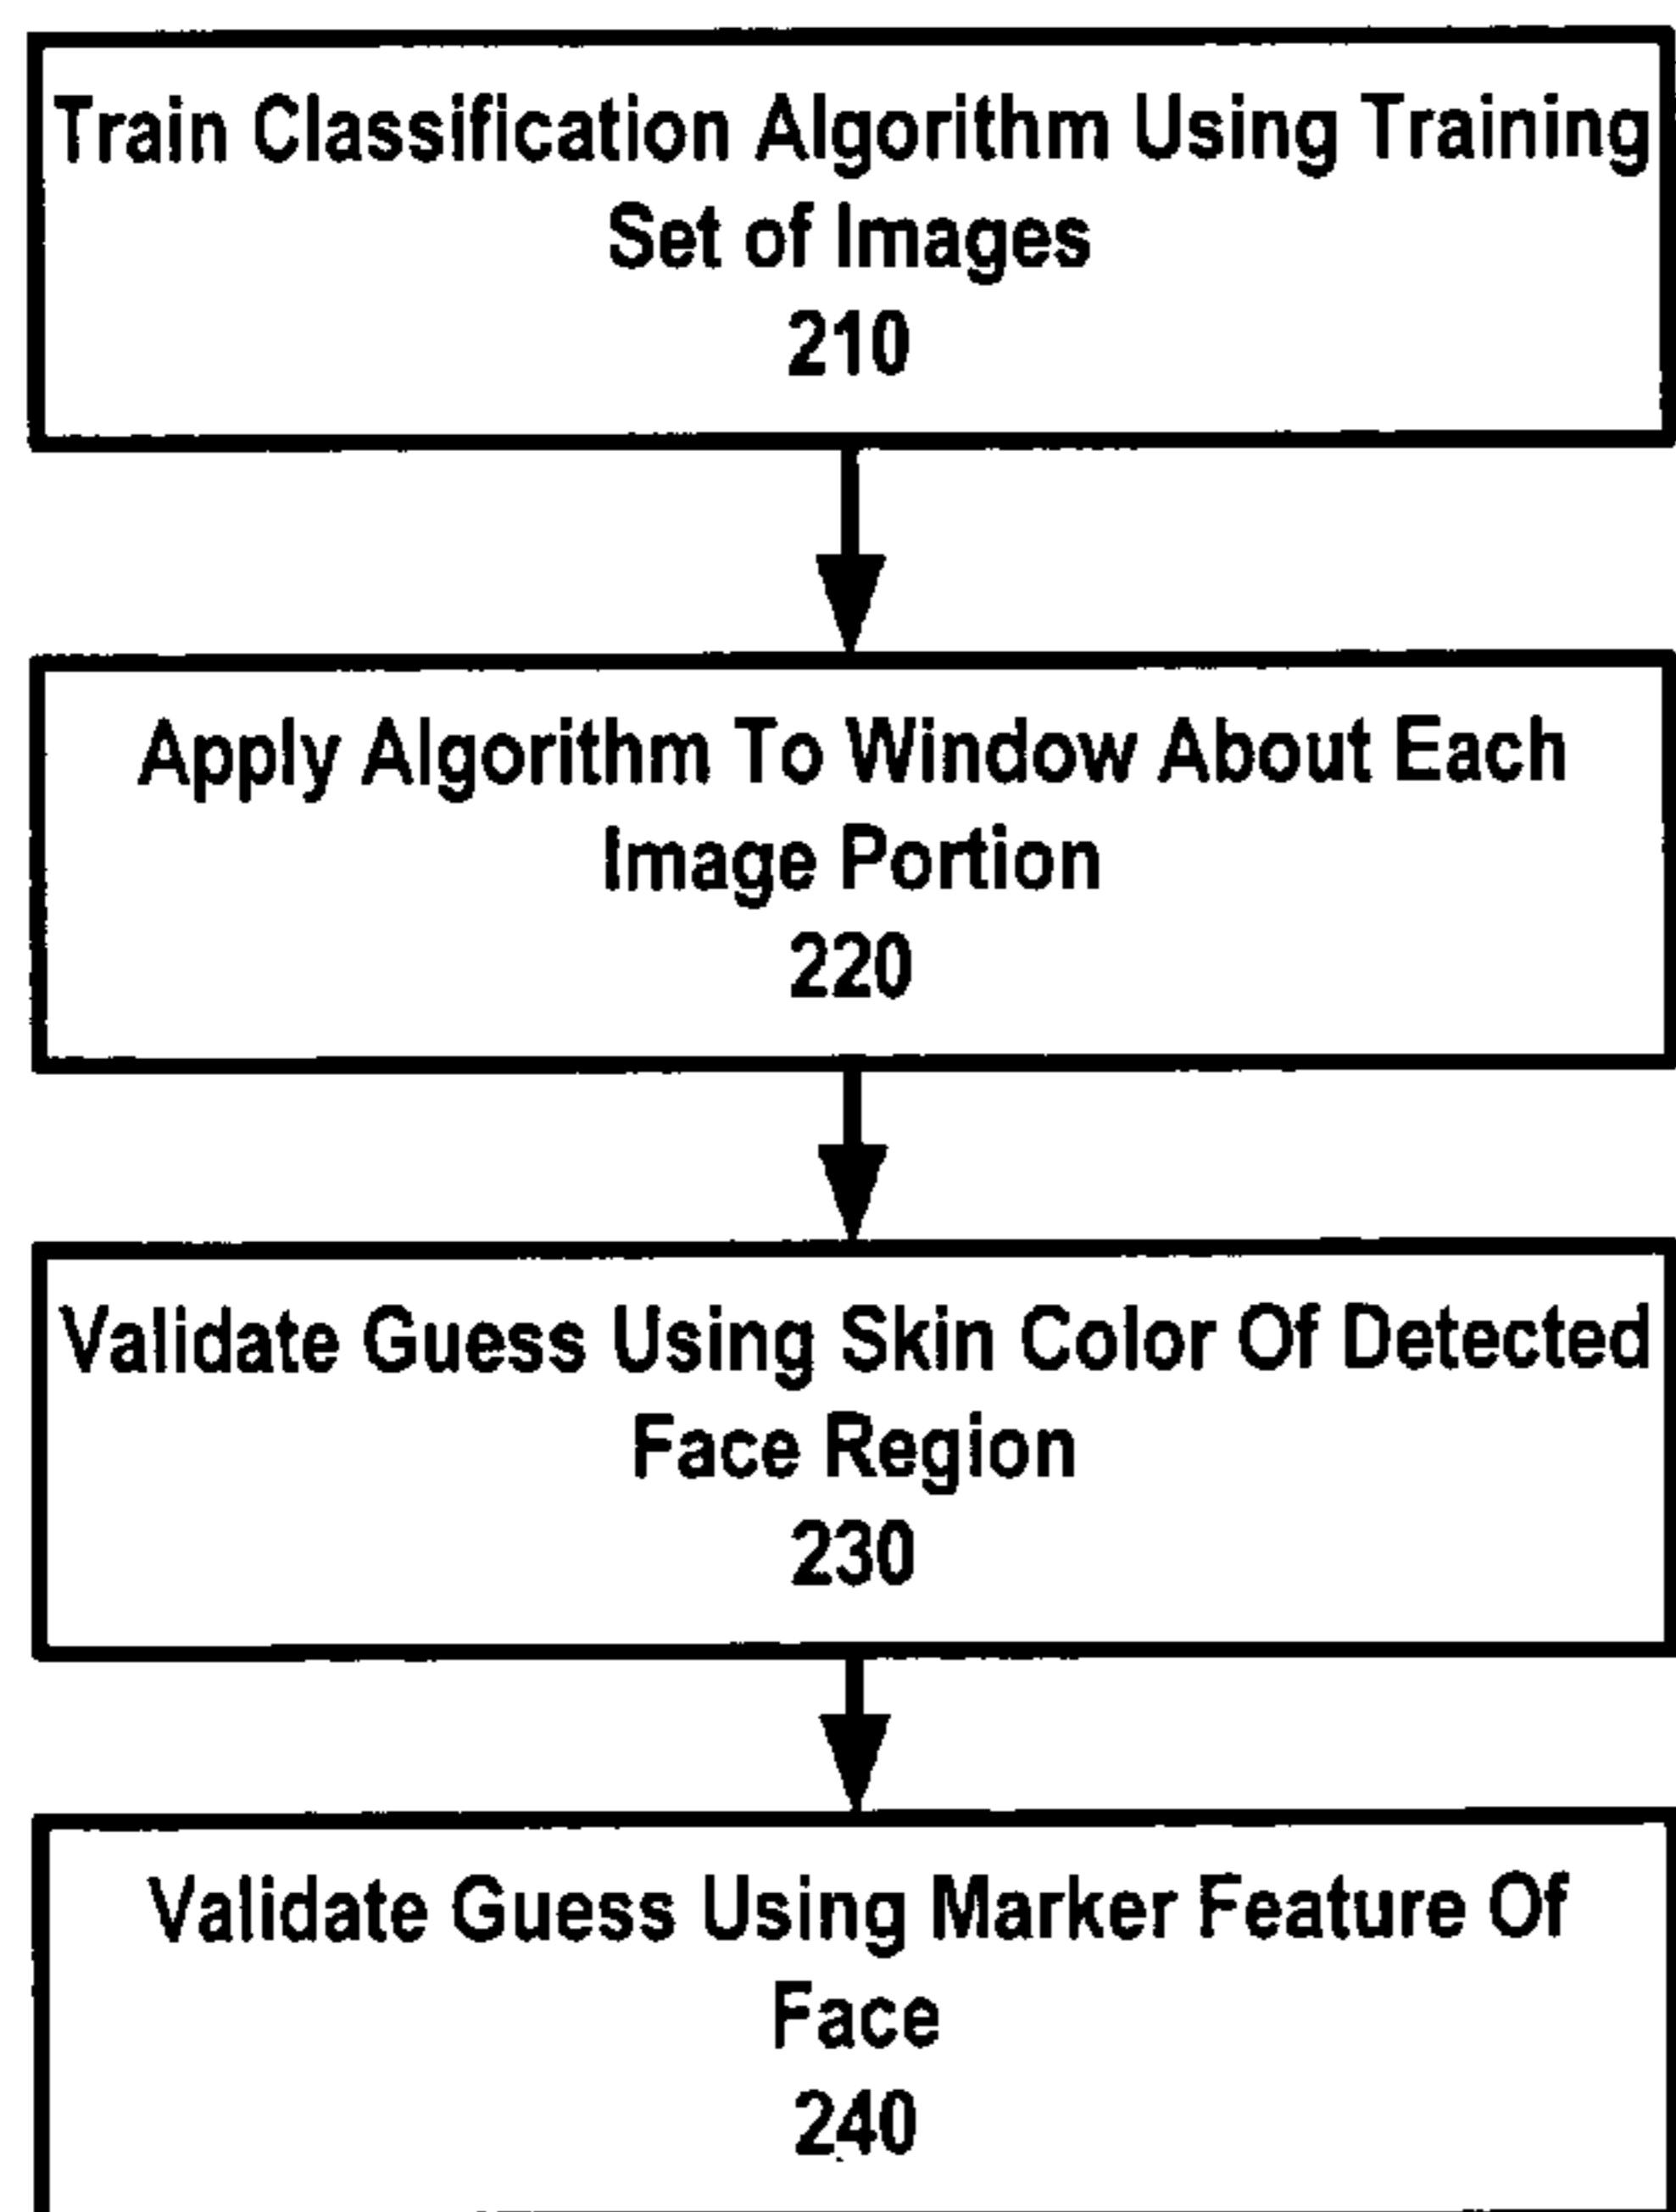 Train Classification Algorithm Using Training
Set of Images
210
Apply Algorithm To Window About Each
Image Portion
220
Validate Guess Using Skin Color Of Detected
Face Region
230
Validate Guess Using Marker Feature Of
Face
240